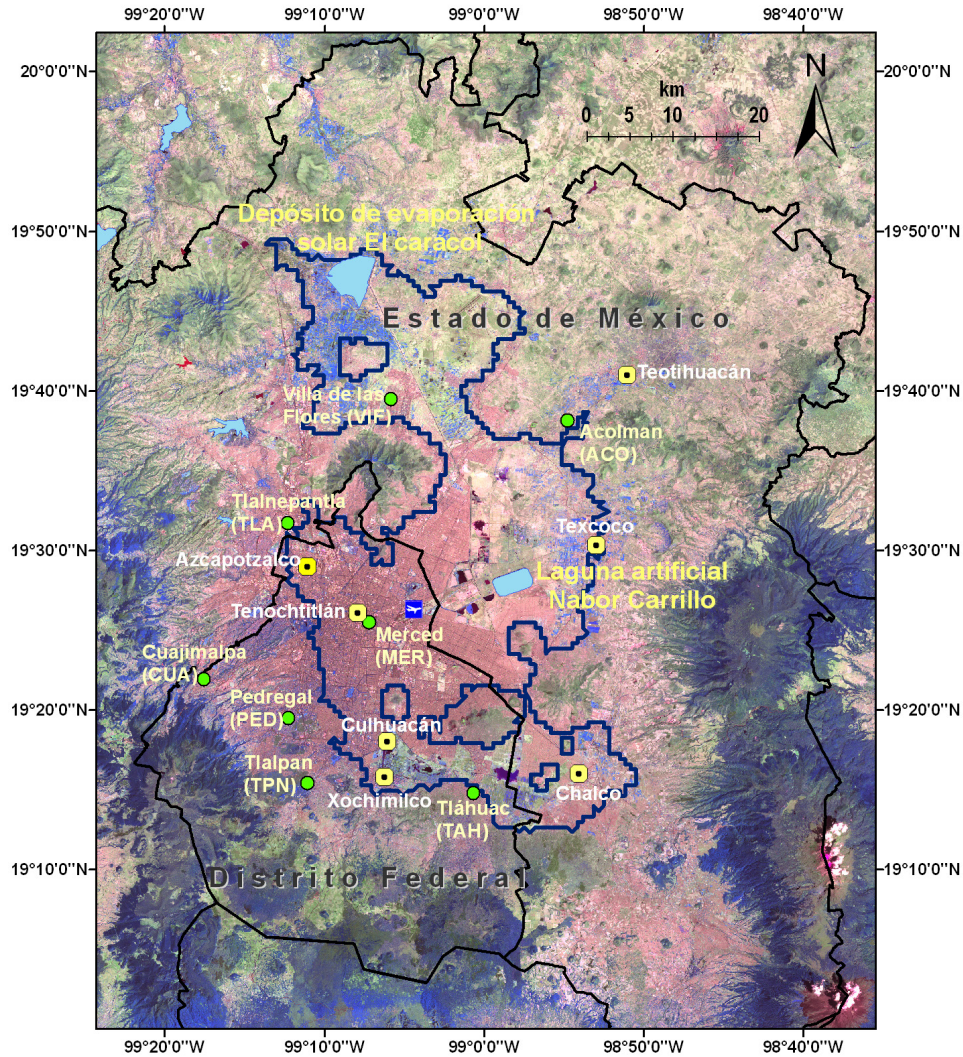 99°20'0"W 99°10'0"W 99°0'0"W 98°50'0"W 98°40'0"W
20°0'0"N
20°0'0"N
N
km
0 5 10 20
19°50'0"N
19°50'0"N
Depósito de evaporación
solar El caracol
Estado de México
19°40'0"N
19°40'0"N
Teotihuacán
Villa de las
Flores (VIF)
Acolman
(ACO)
Tlalnepantla
(TLA)
Texcoco
19°30'0"N
19°30'0"N
Azcapotzalco
Laguna artificial
Nabor Carrillo
Tenochtitlán
Merced
(MER)
Cuajimalpa
(CUA)
Pedregal
(PED)
19°20'0"N
19°20'0"N
Culhuacán
Tlalpan
(TPN)
Xochimilco
Chalco
Tláhuac
(TAH)
19°10'0"N
19°10'0"N
Distrito Federal
99°20'0"W 99°10'0"W 99°0'0"W 98°50'0"W 98°40'0"W